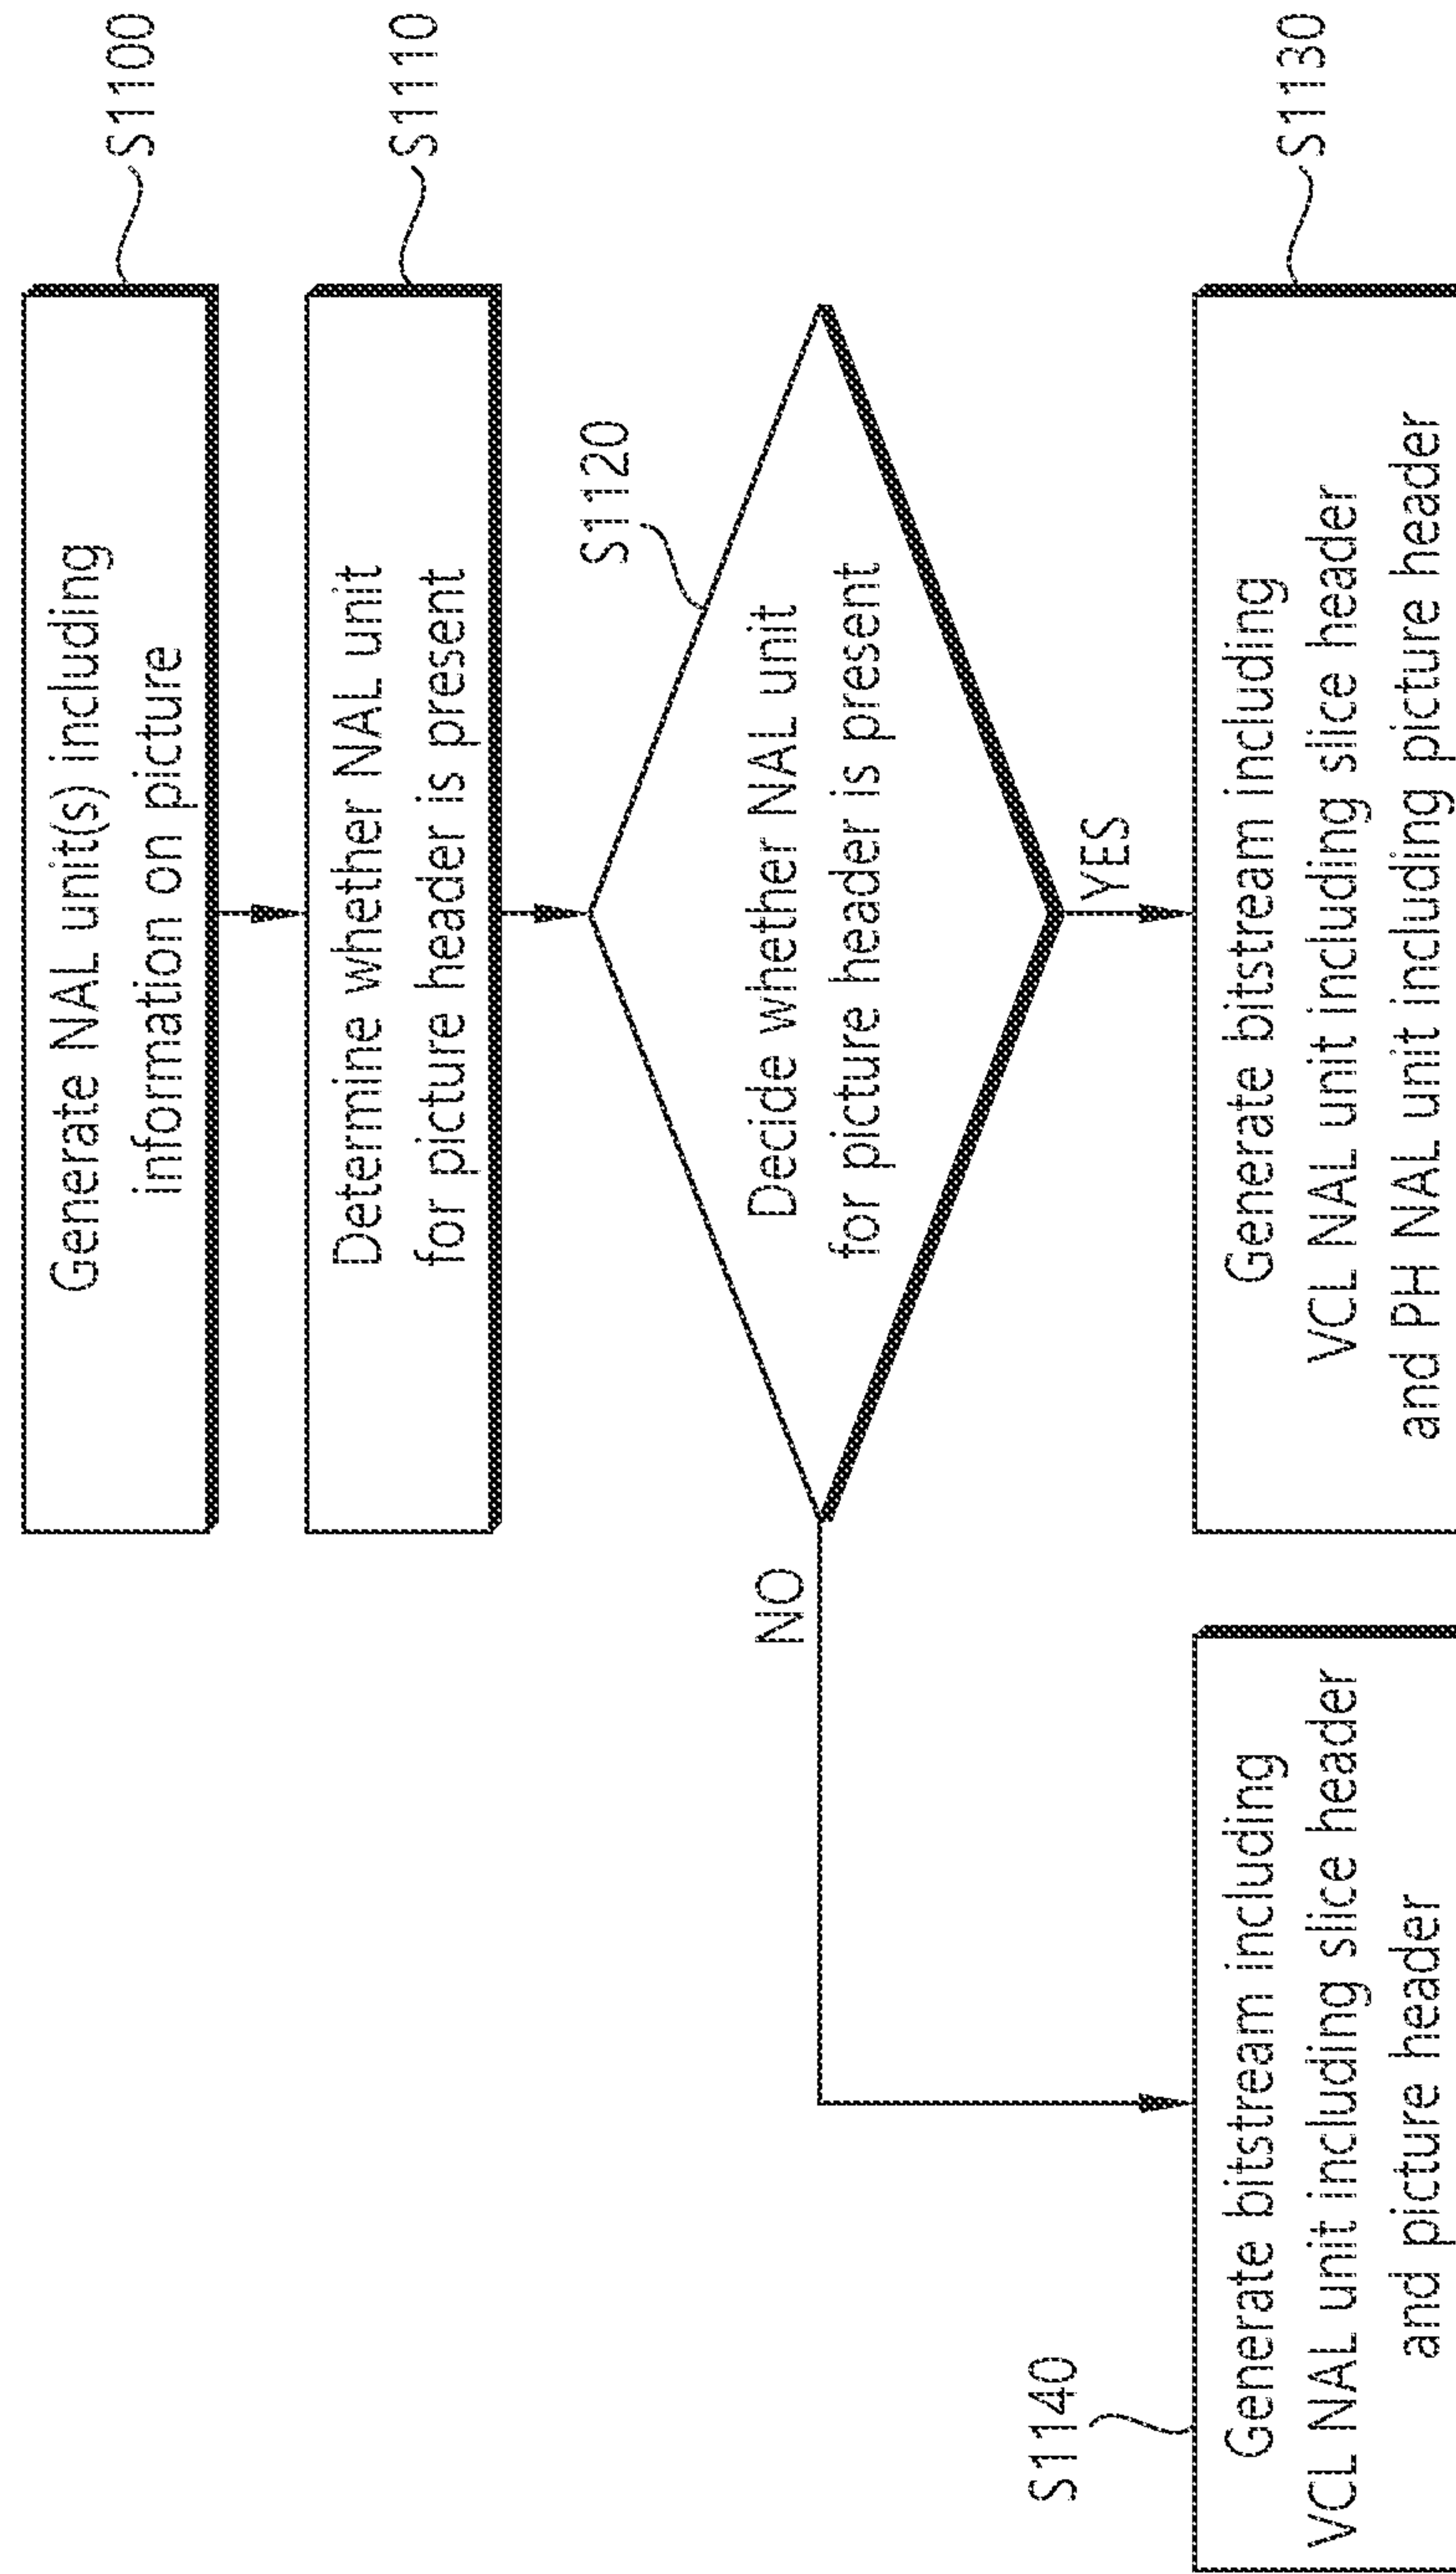 Generate NAL unit(s) including
information on picture
S1100
Determine whether NAL unit
for picture header is present
S1110
S1120
Decide whether NAL unit
for picture header is present
NO
YES
S1140
Generate bitstream including
VCL NAL unit including slice header
and picture header
Generate bitstream including
VCL NAL unit including slice header
and PH NAL unit including picture header
S1130